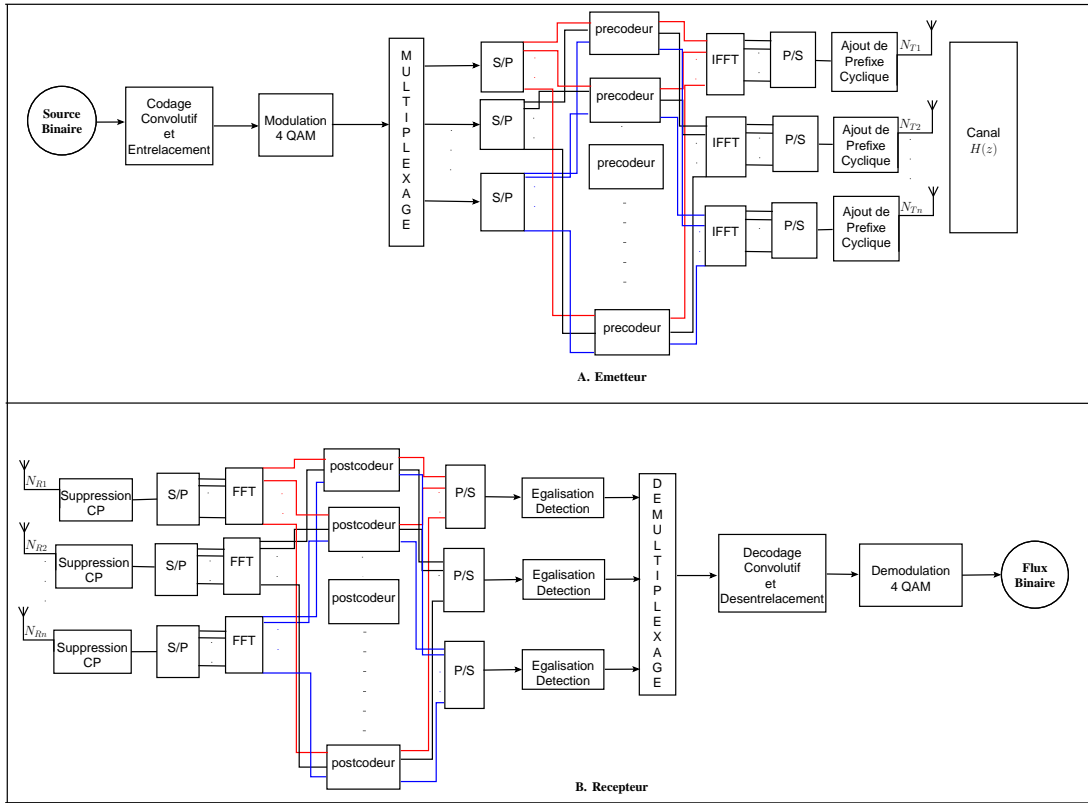 Source
Binaire
Codage
Convolutif
et
Entrelacement
Modulation
4 QAM
MULTIPLEXAGE
S/P
S/P
S/P
precodeur
precodeur
precodeur
precodeur
IFFT
IFFT
IFFT
P/S
P/S
P/S
Ajout de
Prefixe
Cyclique
Ajout de
Prefixe
Cyclique
Ajout de
Prefixe
Cyclique
N_{T1}
N_{T2}
N_{Tn}
Canal
H(z)
A. Emetteur
N_{R1}
N_{R2}
N_{Rn}
Suppression
CP
Suppression
CP
Suppression
CP
S/P
S/P
S/P
FFT
FFT
FFT
postcodeur
postcodeur
postcodeur
postcodeur
P/S
P/S
P/S
Egalisation
Detection
Egalisation
Detection
Egalisation
Detection
DEMULTIPLEXAGE
Decodage
Convolutif
et
Desentrelacement
Demodulation
4 QAM
Flux
Binaire
B. Recepteur